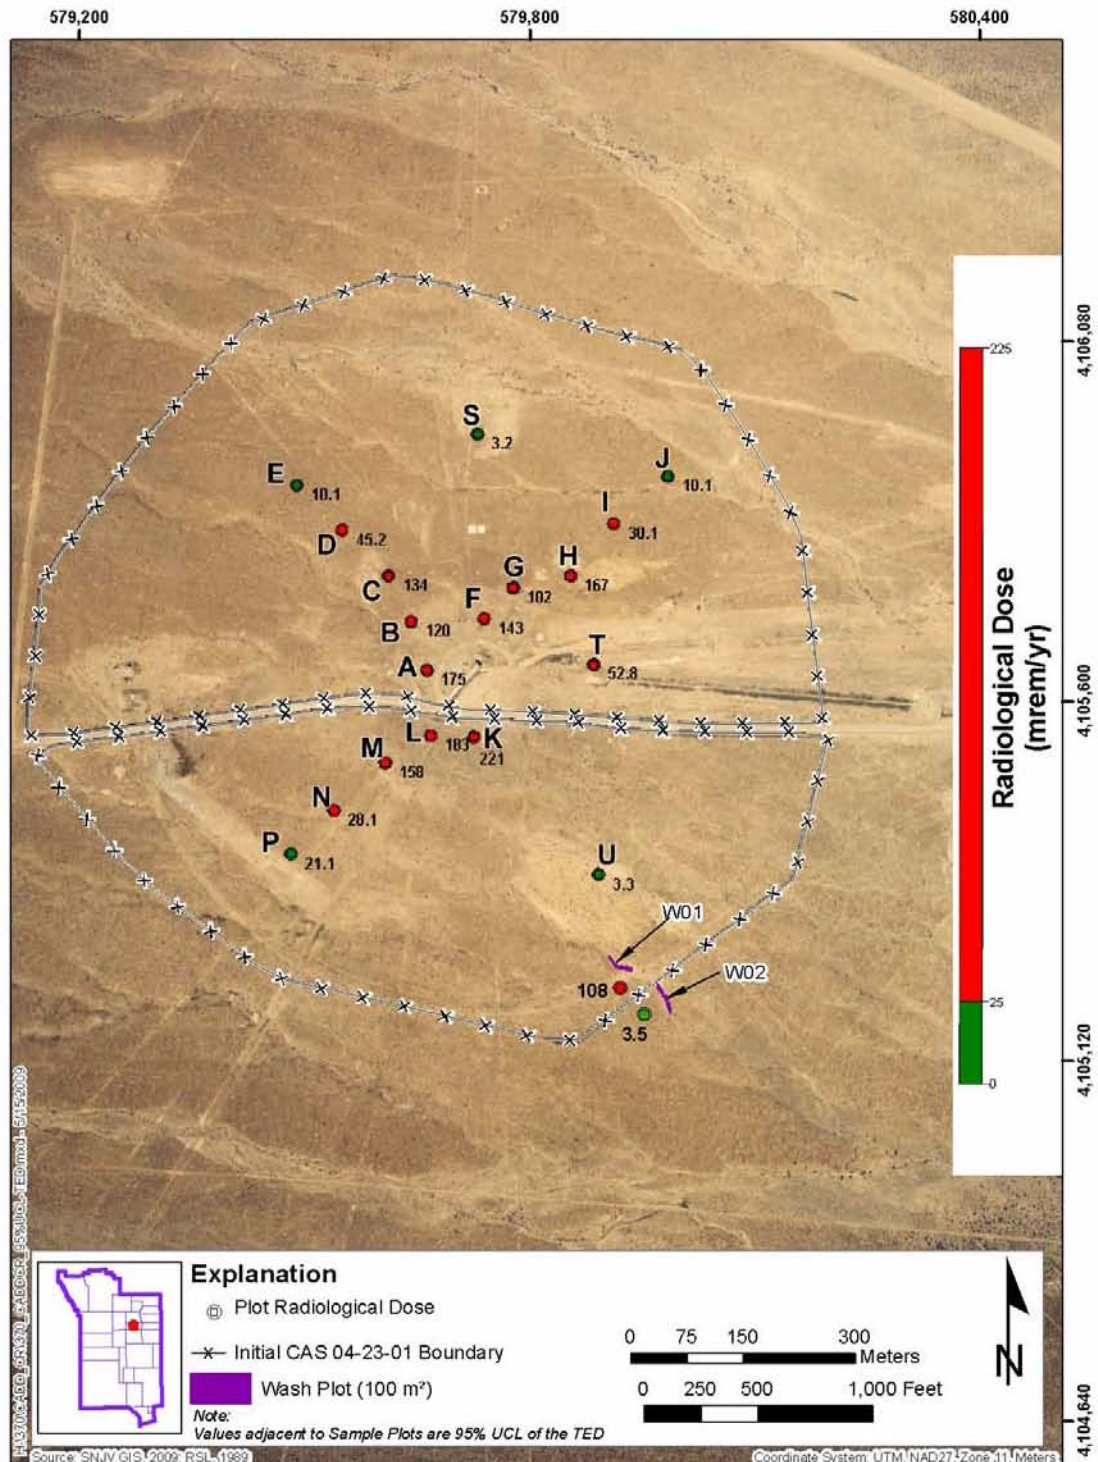 579,200
579,800
580,400
4,106,080
225
S
3.2
J
10.1
E
10.1
I
30.1
D
45.2
H
167
G
102
C
134
F
143
B
120
T
52.8
A
175
Radiological Dose
(mrem/yr)
4,105,600
L
183
K
221
M
158
N
28.1
P
21.1
U
3.3
W01
W02
108
3.5
25
0
4,105,120
Explanation
Plot Radiological Dose
Initial CAS 04-23-01 Boundary
Wash Plot (100 m²)
Note:
Values adjacent to Sample Plots are 95% UCL of the TED
0 75 150 300
Meters
0 250 500 1,000 Feet
N
4,104,640
Source: SNJV GIS, 2009; RSL, 1989
Coordinate System: UTM, NAD27, Zone 11, Meters